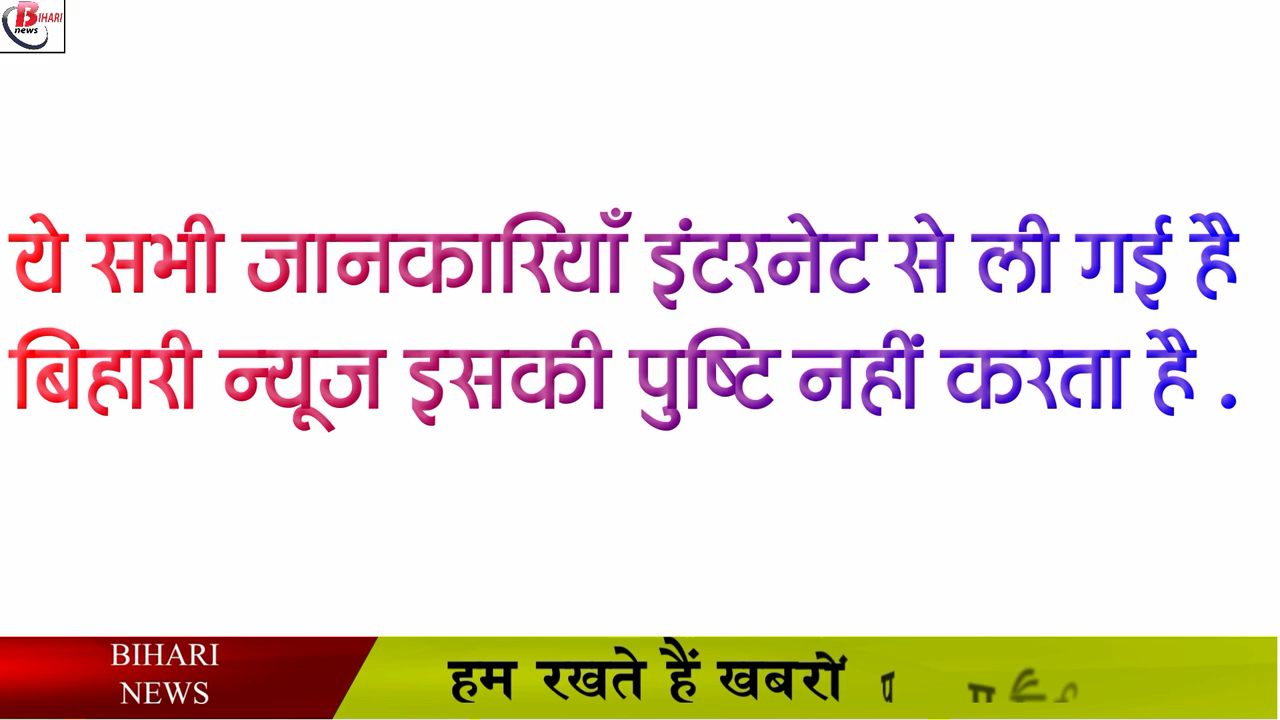 BIHARI
news
ये सभी जानकारियाँ इंटरनेट से ली गई है
बिहारी न्यूज इसकी पुष्टि नहीं करता है .
BIHARI
NEWS
हम रखते हैं खबरों